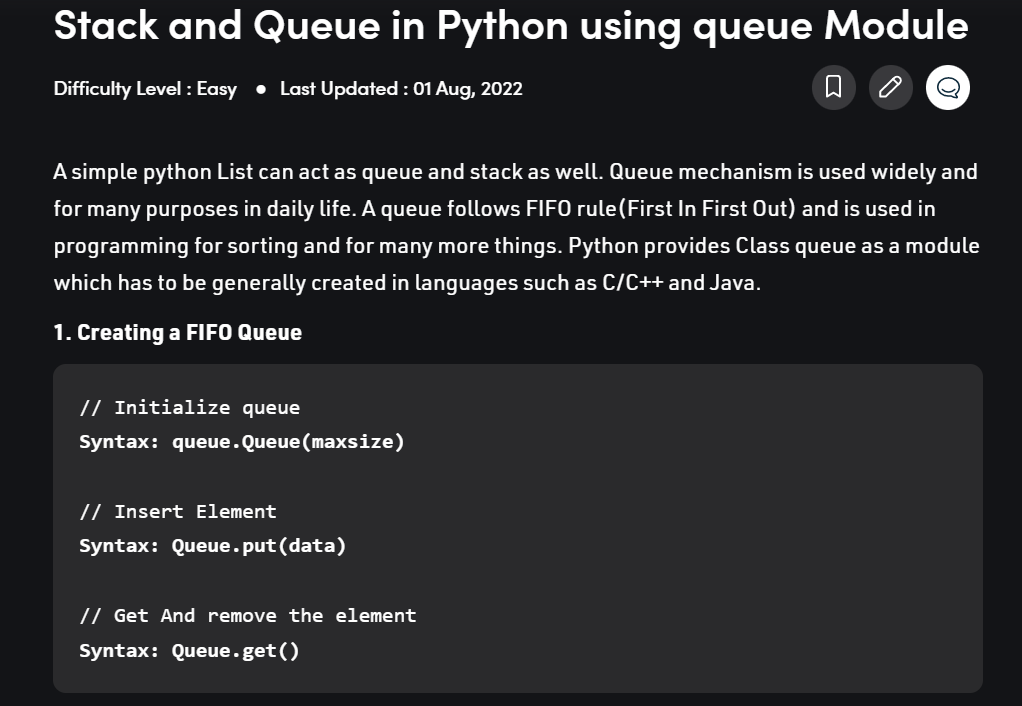 Stack and Queue in Python using queue Module
Difficulty Level : Easy ● Last Updated : 01 Aug, 2022
A simple python List can act as queue and stack as well. Queue mechanism is used widely and
for many purposes in daily life. A queue follows FIFO rule(First In First Out) and is used in
programming for sorting and for many more things. Python provides Class queue as a module
which has to be generally created in languages such as C/C++ and Java.
1. Creating a FIFO Queue
// Initialize queue
Syntax: queue.Queue(maxsize)
// Insert Element
Syntax: Queue.put(data)
// Get And remove the element
Syntax: Queue.get()